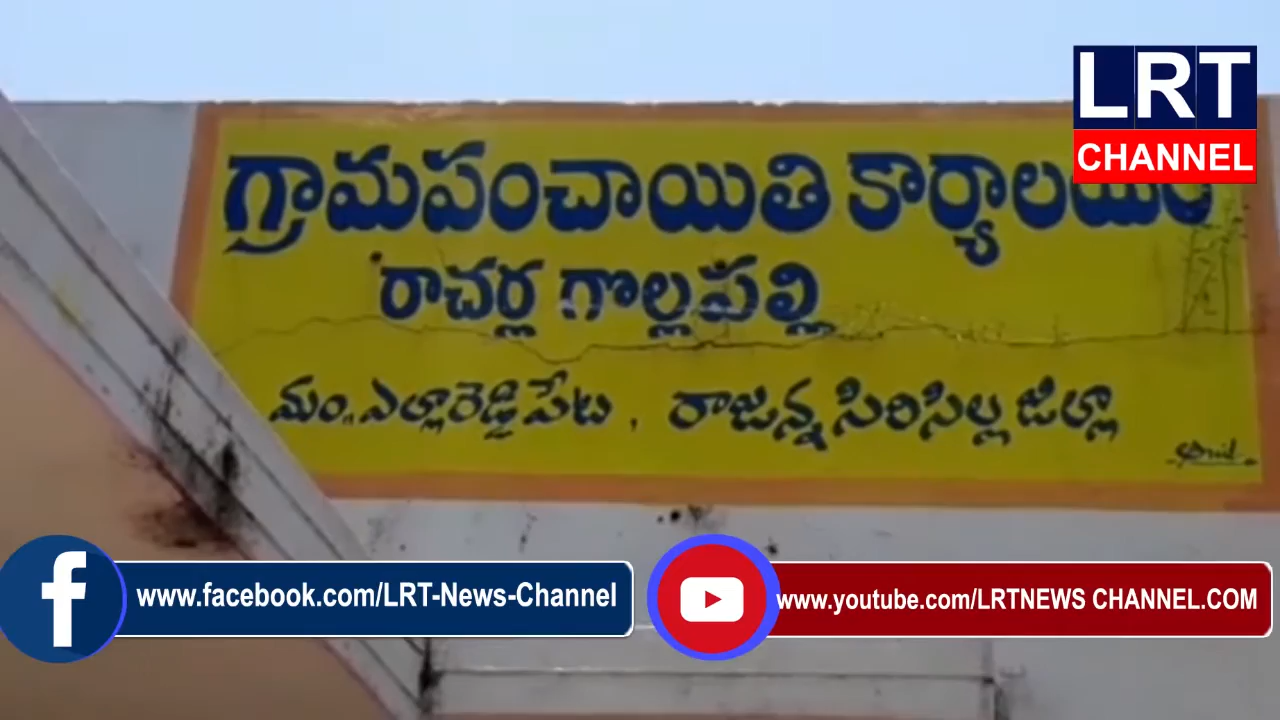 LRT
CHANNEL
గ్రామపంచాయితి కార్యాలయం
రాచర్ల గొల్లపల్లి
మం॥ ఎల్లారెడ్డిపేట , రాజన్న సిరిసిల్ల జిల్లా
Anil
www.facebook.com/LRT-News-Channel
www.youtube.com/LRTNEWS CHANNEL.COM